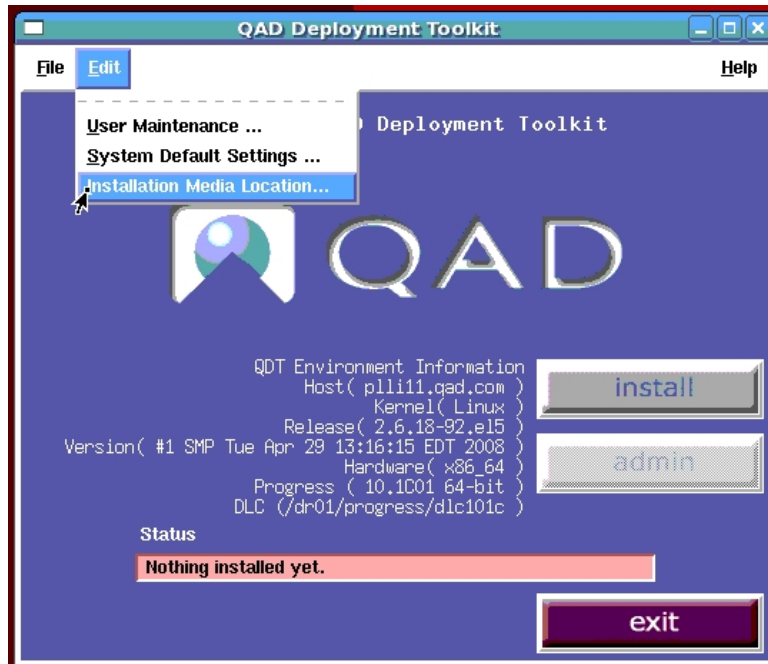 QAD Deployment Toolkit
File Edit Help
User Maintenance ...
System Default Settings ...
Installation Media Location...
Deployment Toolkit
QAD
QDT Environment Information
Host( plli11.qad.com )
Kernel( Linux )
Release( 2.6.18-92.el5 )
Version( #1 SMP Tue Apr 29 13:16:15 EDT 2008 )
Hardware( x86_64 )
Progress ( 10.1C01 64-bit )
DLC (/dr01/progress/dlc101c )
install
admin
Status
Nothing installed yet.
exit